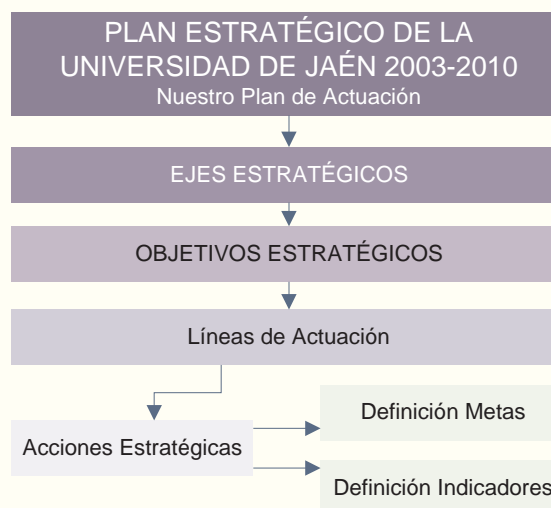 PLAN ESTRATÉGICO DE LA
UNIVERSIDAD DE JAÉN 2003-2010
Nuestro Plan de Actuación
EJES ESTRATÉGICOS
OBJETIVOS ESTRATÉGICOS
Líneas de Actuación
Acciones Estratégicas
Definición Metas
Definición Indicadores